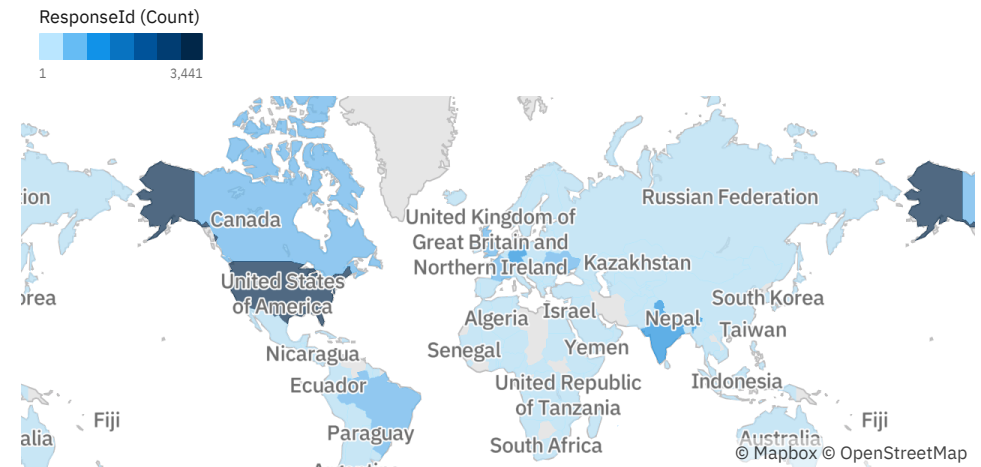 ResponseId (Count)
1 3,441
Russian Federation
tion
Canada
United Kingdom of
Great Britain and
Northern Ireland
Kazakhstan
United States
of America
orea
South Korea
Algeria
Israel
Nepal
Taiwan
Nicaragua
Senegal
Yemen
Ecuador
United Republic
of Tanzania
Indonesia
Fiji
Fiji
Paraguay
alia
South Africa
Australia
© Mapbox © OpenStreetMap